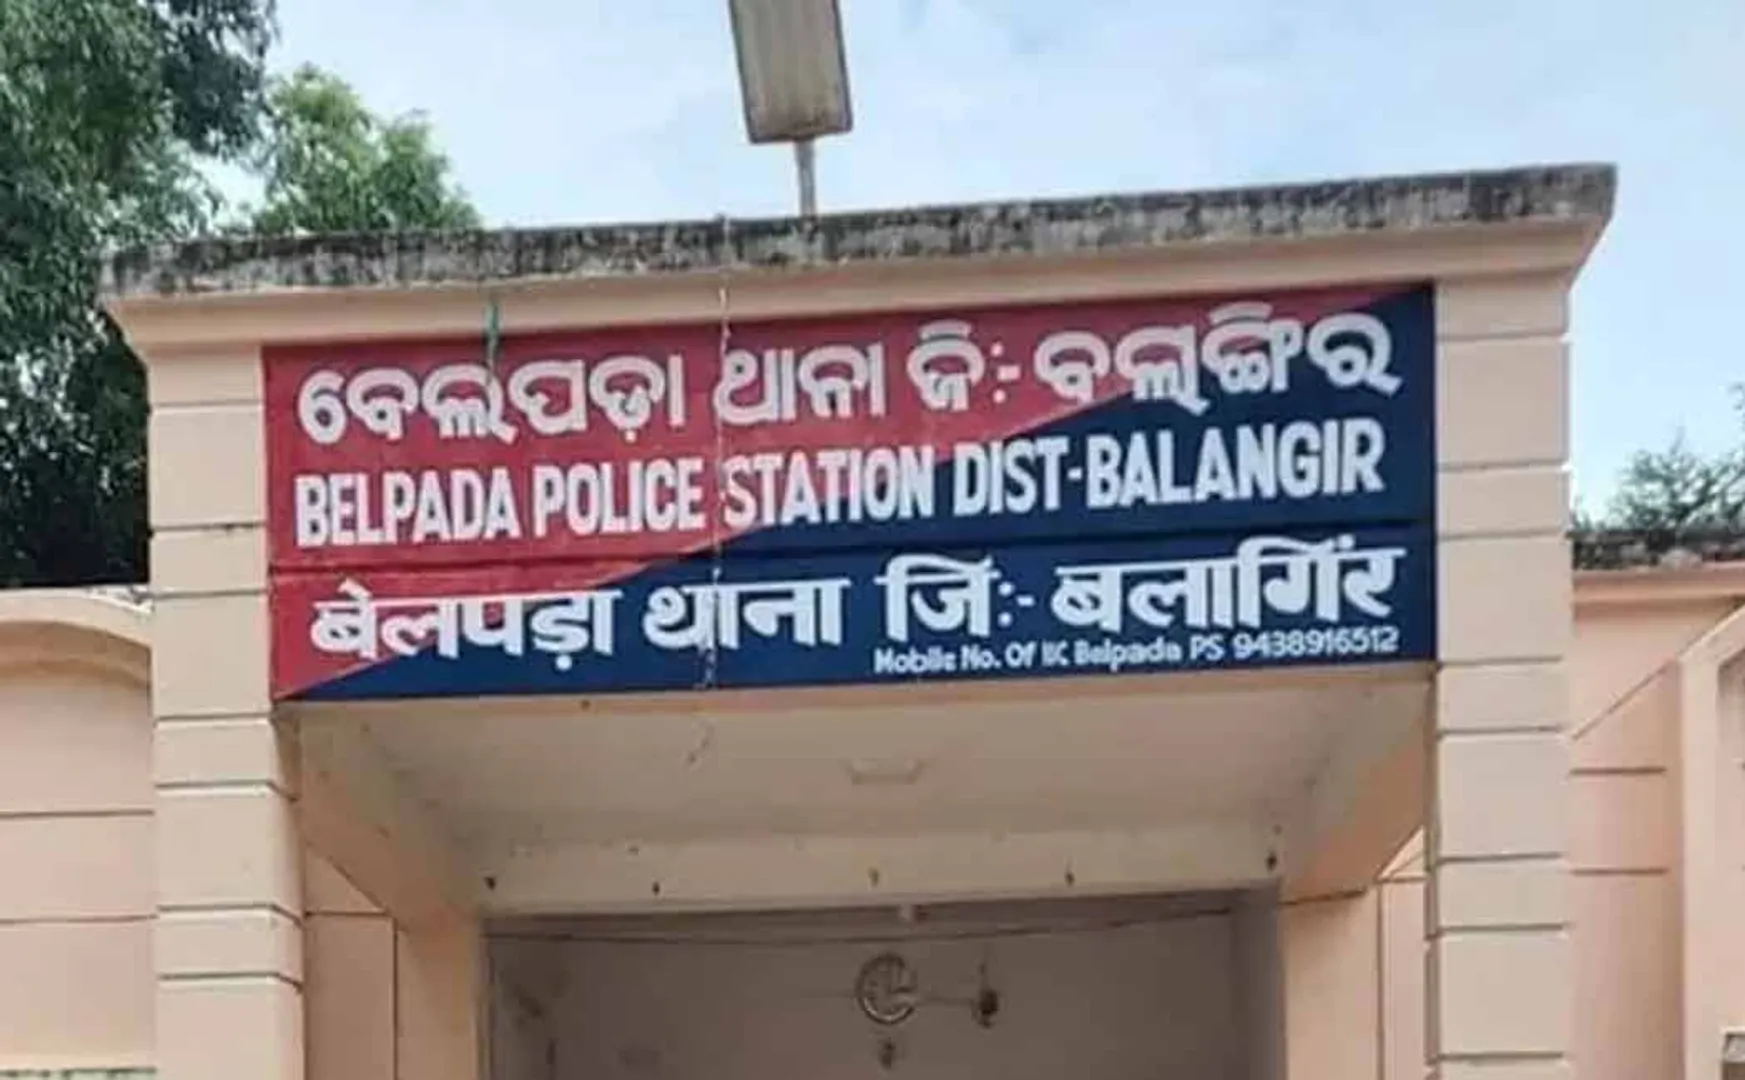 ବେଲପଡ଼ା ଥାନା ଜି:- ବଲାଙ୍ଗିର
BELPADA POLICE STATION DIST-BALANGIR
बेलपड़ा थाना जि:- बलागिंर
Mobile No. Of IIC Belpada PS 9438916512